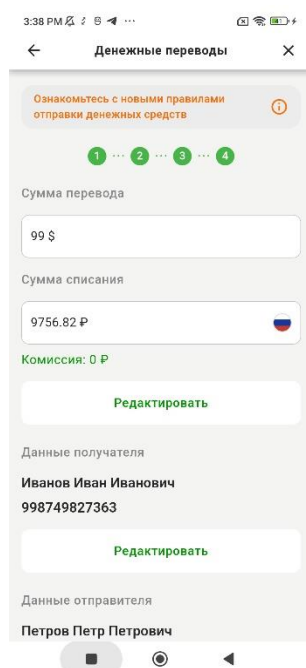 3:38 PM
Денежные переводы
Ознакомьтесь с новыми правилами
отправки денежных средств
1 ··· 2 ··· 3 ··· 4
Сумма перевода
99 $
Сумма списания
9756.82 ₽
Комиссия: 0 ₽
Редактировать
Данные получателя
Иванов Иван Иванович
998749827363
Редактировать
Данные отправителя
Петров Петр Петрович